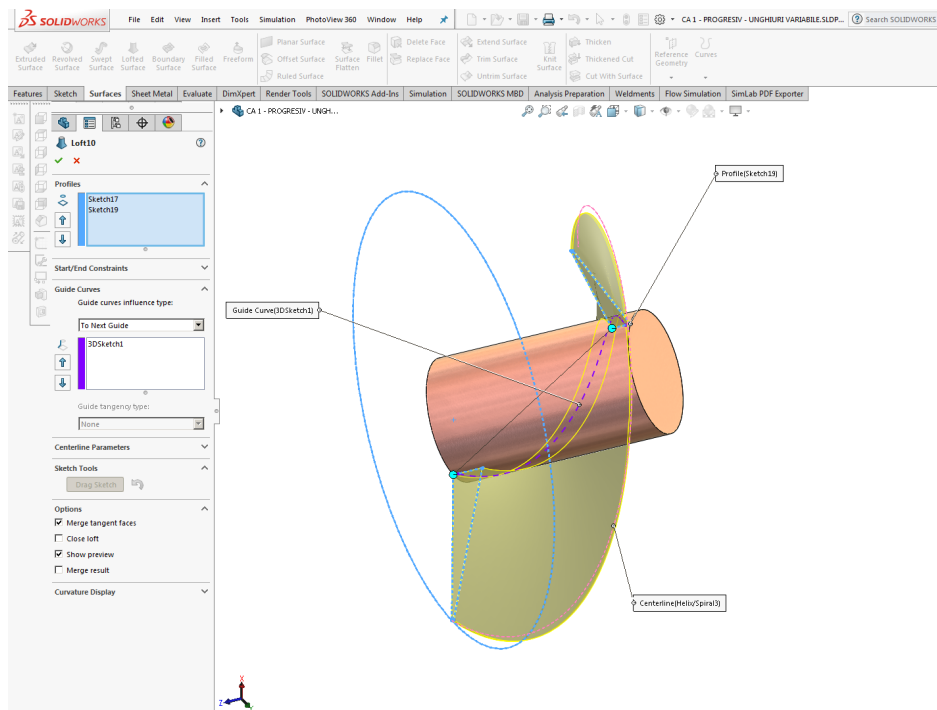 SOLIDWORKS
File Edit View Insert Tools Simulation PhotoView 360 Window Help
CA 1 - PROGRESIV - UNGHIURI VARIABILE.SLDP...
Search SOLIDWORKS
Extruded Surface
Revolved Surface
Swept Surface
Lofted Surface
Boundary Surface
Filled Surface
Freeform
Planar Surface
Offset Surface
Ruled Surface
Surface Flatten
Fillet
Delete Face
Replace Face
Extend Surface
Trim Surface
Untrim Surface
Knit Surface
Thicken
Thickened Cut
Cut With Surface
Reference Geometry
Curves
Features Sketch Surfaces Sheet Metal Evaluate DimXpert Render Tools SOLIDWORKS Add-Ins Simulation SOLIDWORKS MBD Analysis Preparation Weldments Flow Simulation SimLab PDF Exporter
CA 1 - PROGRESIV - UNGH...
Loft10
Profiles
Sketch17
Sketch19
Start/End Constraints
Guide Curves
Guide curves influence type:
To Next Guide
3DSketch1
Guide tangency type:
None
Centerline Parameters
Sketch Tools
Drag Sketch
Options
Merge tangent faces
Close loft
Show preview
Merge result
Curvature Display
Profile(Sketch19)
Guide Curve(3DSketch1)
Centerline(Helix/Spiral3)
X
Z